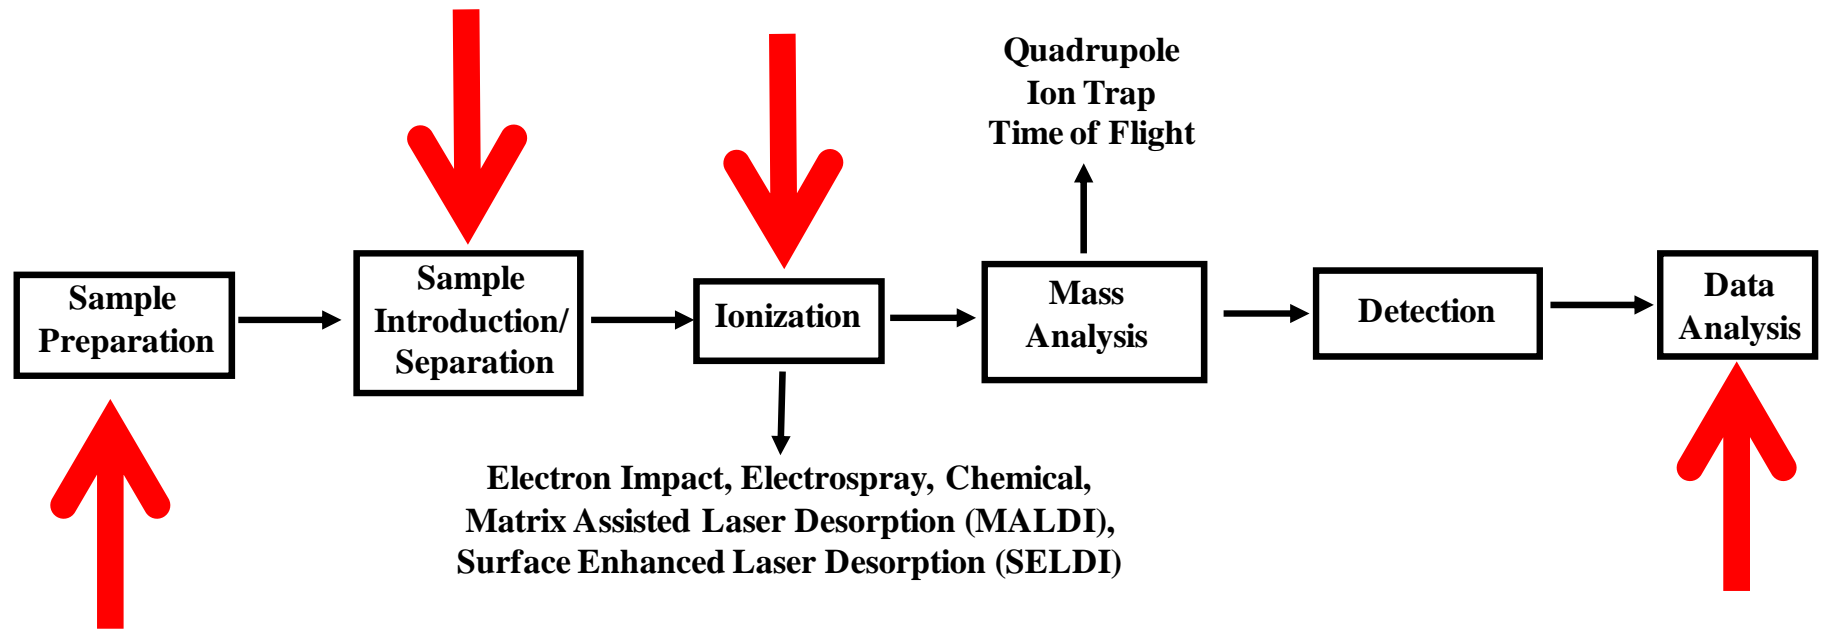 Quadrupole
Ion Trap
Time of Flight
Sample
Preparation
Sample
Introduction/
Separation
Ionization
Mass
Analysis
Detection
Data
Analysis
Electron Impact, Electrospray, Chemical,
Matrix Assisted Laser Desorption (MALDI),
Surface Enhanced Laser Desorption (SELDI)